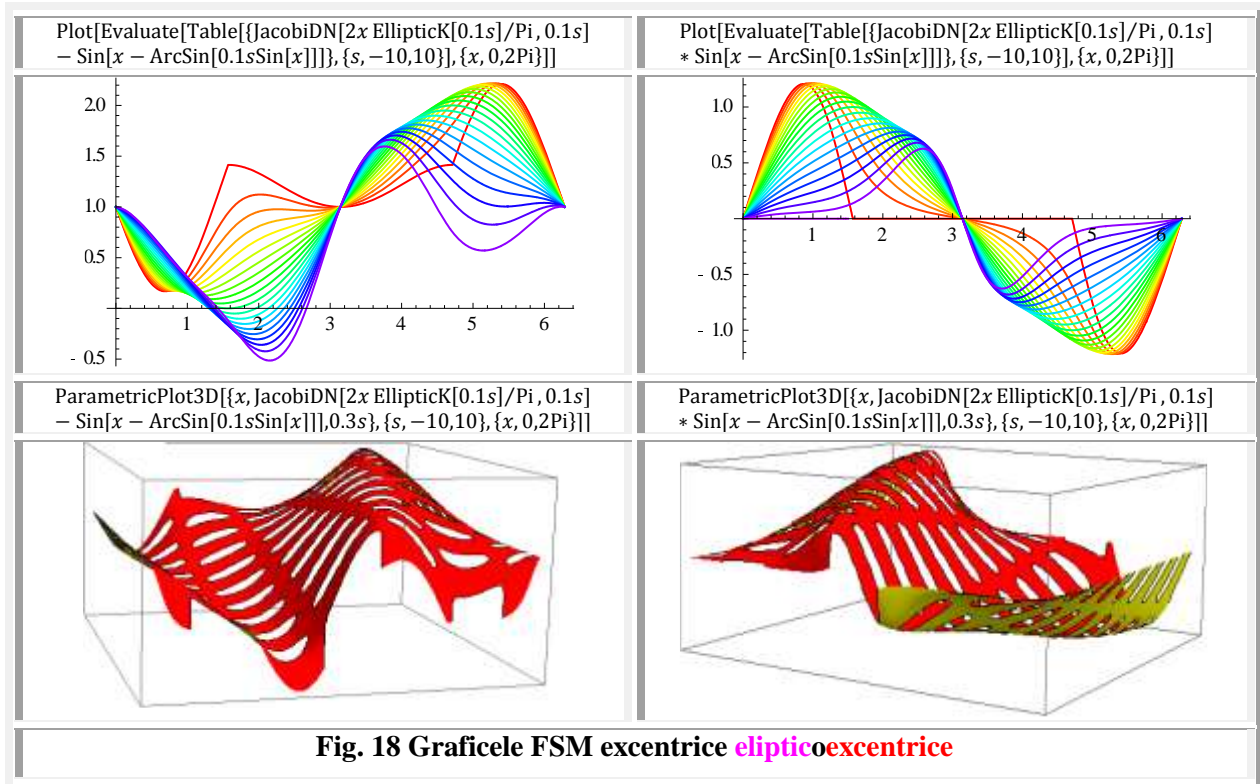 Plot[Evaluate[Table[{JacobiDN[2x EllipticK[0.1s]/Pi , 0.1s]
− Sin[x − ArcSin[0.1sSin[x]]]}, {s, −10,10}], {x, 0,2Pi}]]
Plot[Evaluate[Table[{JacobiDN[2x EllipticK[0.1s]/Pi , 0.1s]
∗ Sin[x − ArcSin[0.1sSin[x]]]}, {s, −10,10}], {x, 0,2Pi}]]
2.0
1.5
1.0
0.5
- 0.5
1 2 3 4 5 6
1.0
0.5
- 0.5
- 1.0
1 2 3 4 5 6
ParametricPlot3D[{x, JacobiDN[2x EllipticK[0.1s]/Pi , 0.1s]
− Sin[x − ArcSin[0.1sSin[x]]],0.3s}, {s, −10,10}, {x, 0,2Pi}]]
ParametricPlot3D[{x, JacobiDN[2x EllipticK[0.1s]/Pi , 0.1s]
∗ Sin[x − ArcSin[0.1sSin[x]]],0.3s}, {s, −10,10}, {x, 0,2Pi}]]
Fig. 18 Graficele FSM excentrice elipticoexcentrice